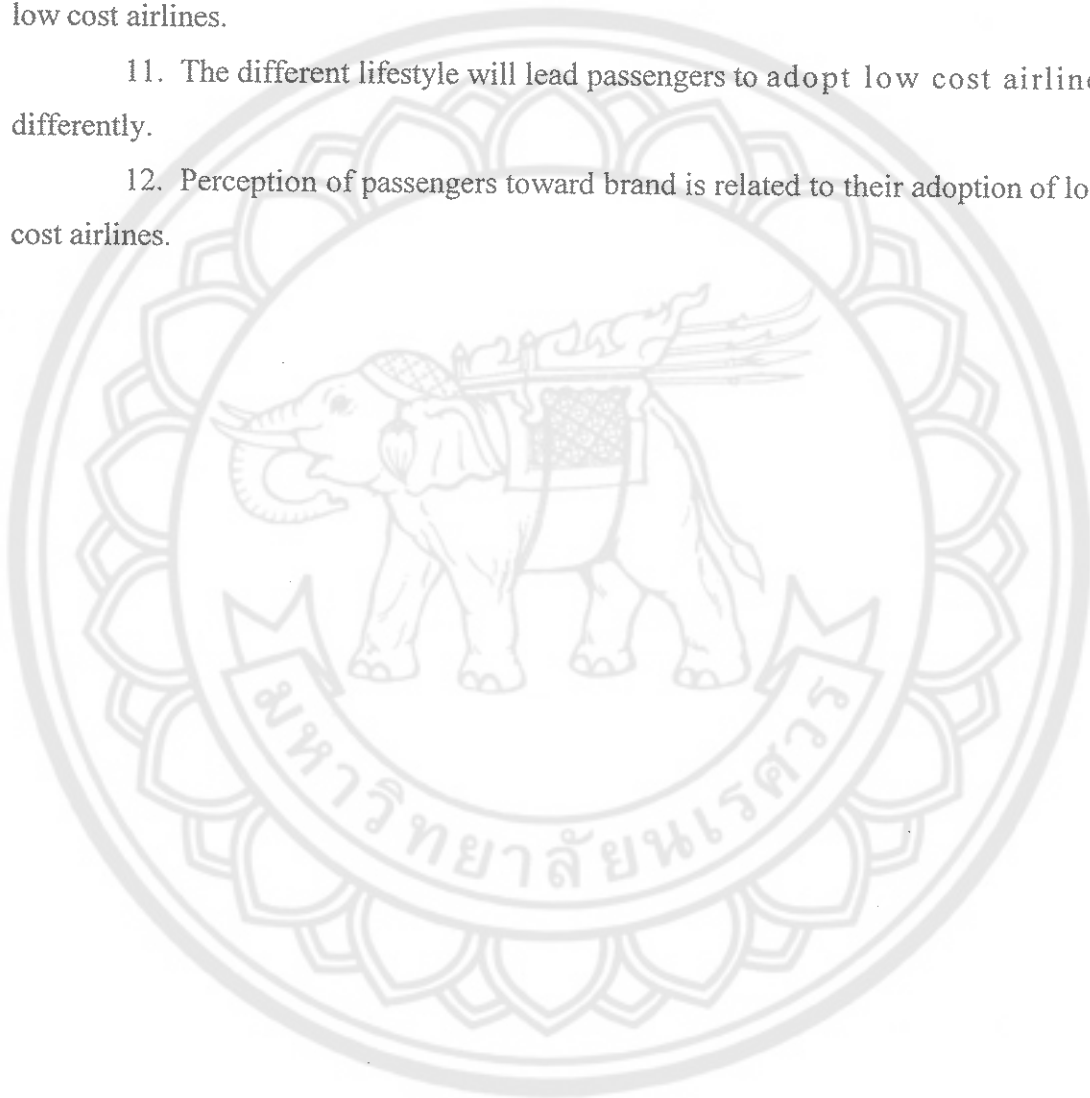 low cost airlines.
11. The different lifestyle will lead passengers to adopt low cost airline
differently.
12. Perception of passengers toward brand is related to their adoption of lo
cost airlines.
มหาวิทยาลัยนเรศวร